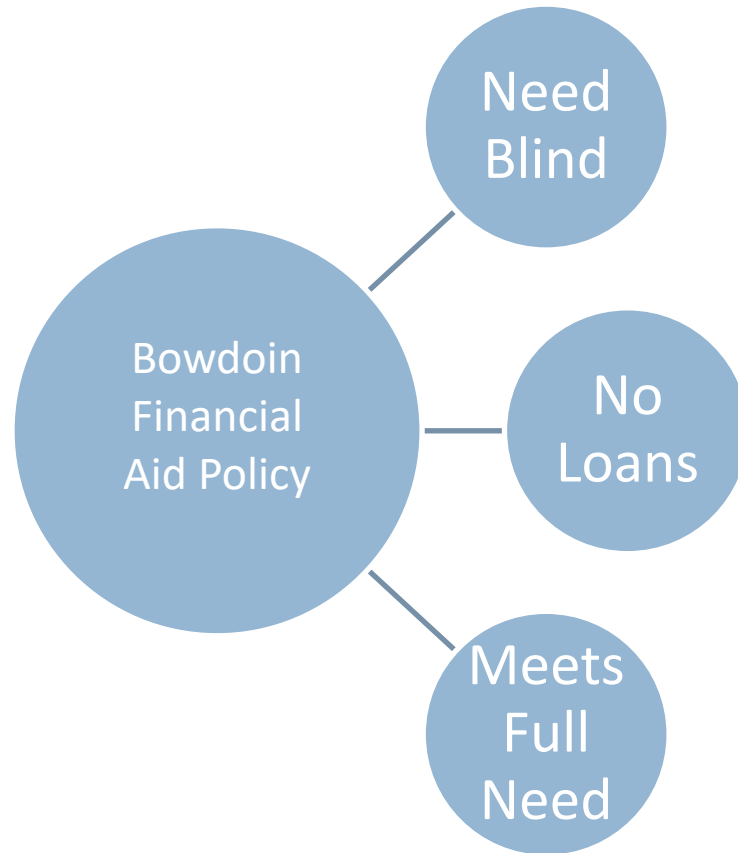 Need
Blind
Bowdoin
Financial
Aid Policy
No
Loans
Meets
Full
Need